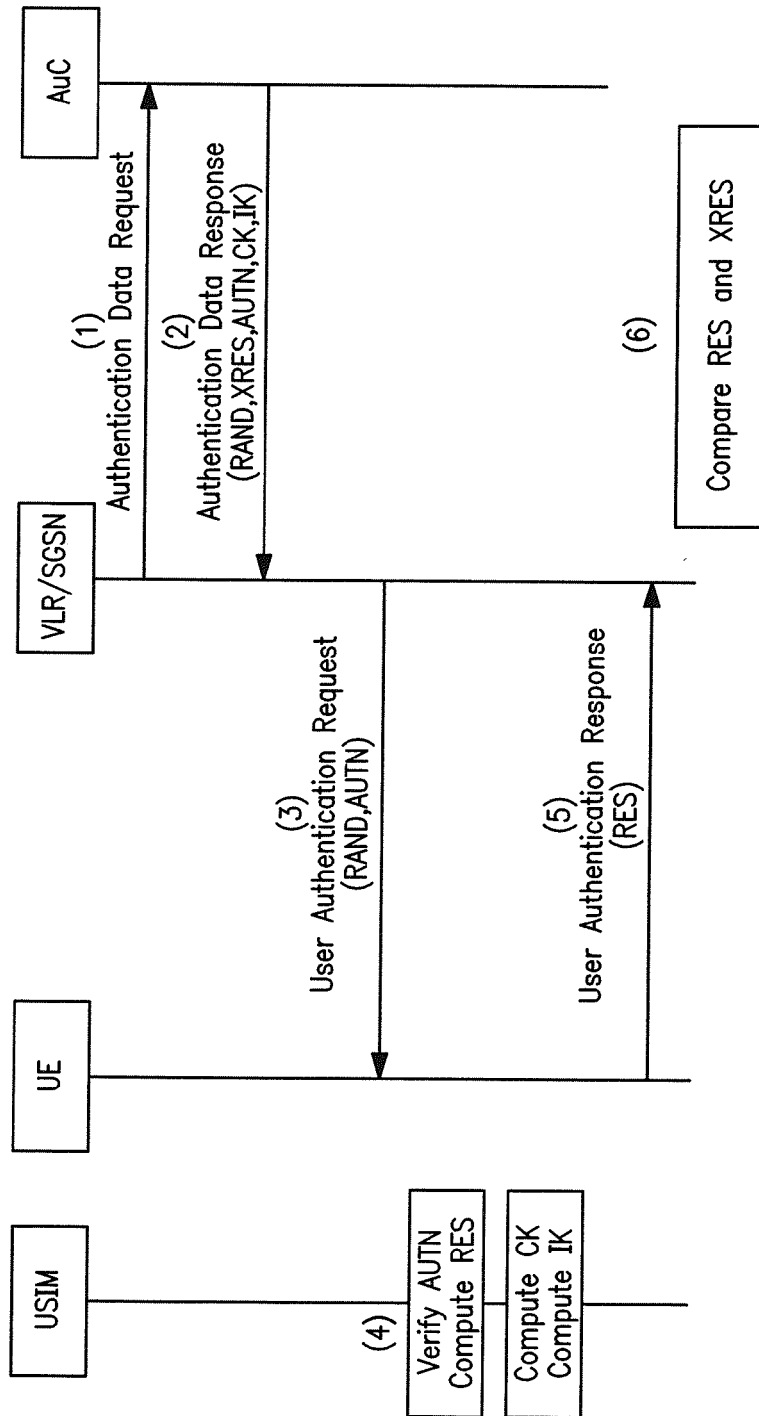 USIM
UE
VLR/SGSN
AuC
(1)
Authentication Data Request
(2)
Authentication Data Response
(RAND,XRES,AUTN,CK,IK)
(3)
User Authentication Request
(RAND,AUTN)
(4)
Verify AUTN
Compute RES
Compute CK
Compute IK
(5)
User Authentication Response
(RES)
(6)
Compare RES and XRES